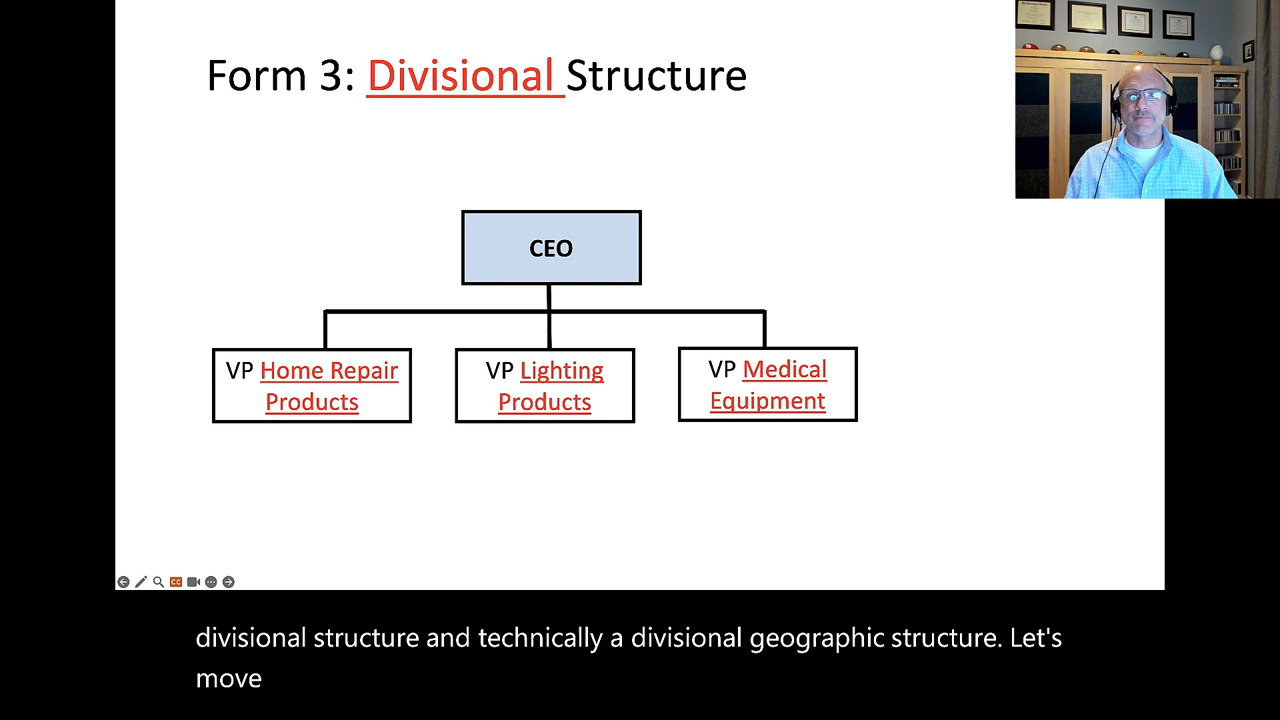 Form 3: Divisional Structure
CEO
VP Home Repair
Products
VP Lighting
Products
VP Medical
Equipment
CC
divisional structure and technically a divisional geographic structure. Let's
move